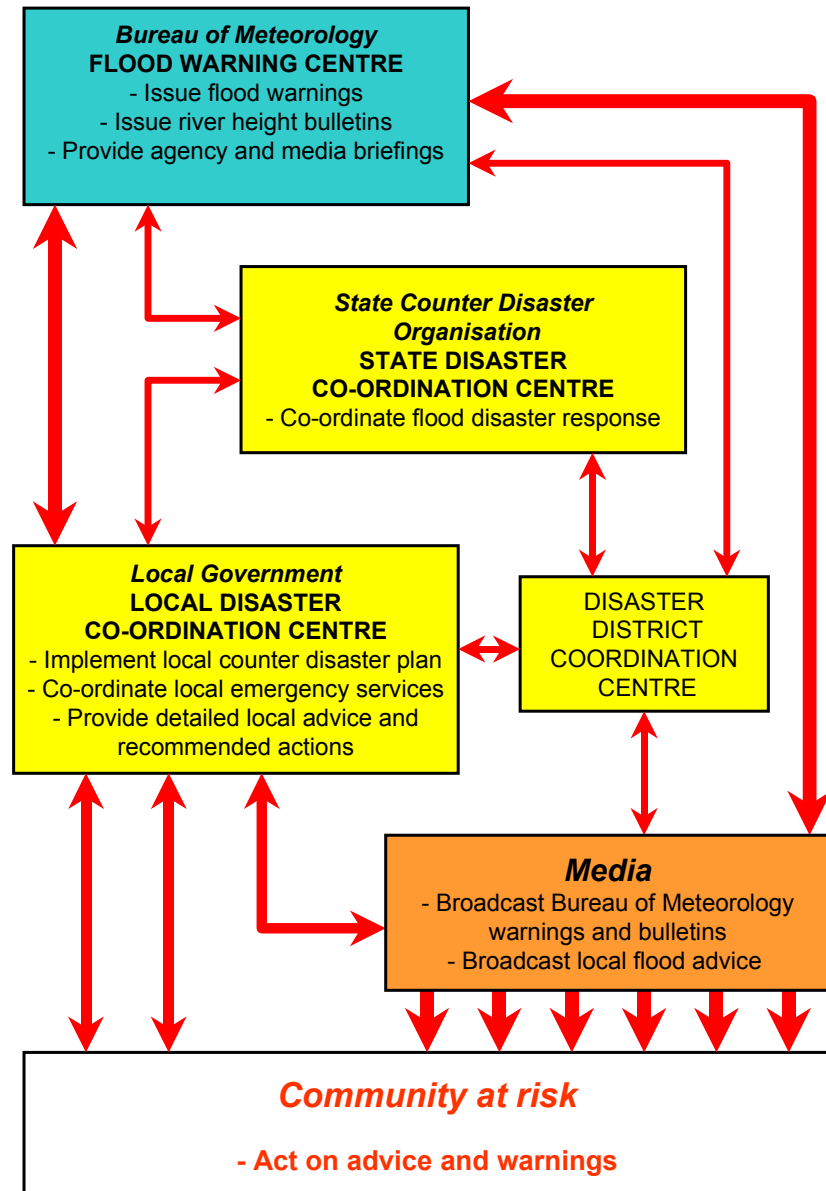 Bureau of Meteorology
FLOOD WARNING CENTRE
- Issue flood warnings
- Issue river height bulletins
- Provide agency and media briefings
State Counter Disaster
Organisation
STATE DISASTER
CO-ORDINATION CENTRE
- Co-ordinate flood disaster response
Local Government
LOCAL DISASTER
CO-ORDINATION CENTRE
- Implement local counter disaster plan
- Co-ordinate local emergency services
- Provide detailed local advice and
recommended actions
DISASTER
DISTRICT
COORDINATION
CENTRE
Media
- Broadcast Bureau of Meteorology
warnings and bulletins
- Broadcast local flood advice
Community at risk
- Act on advice and warnings